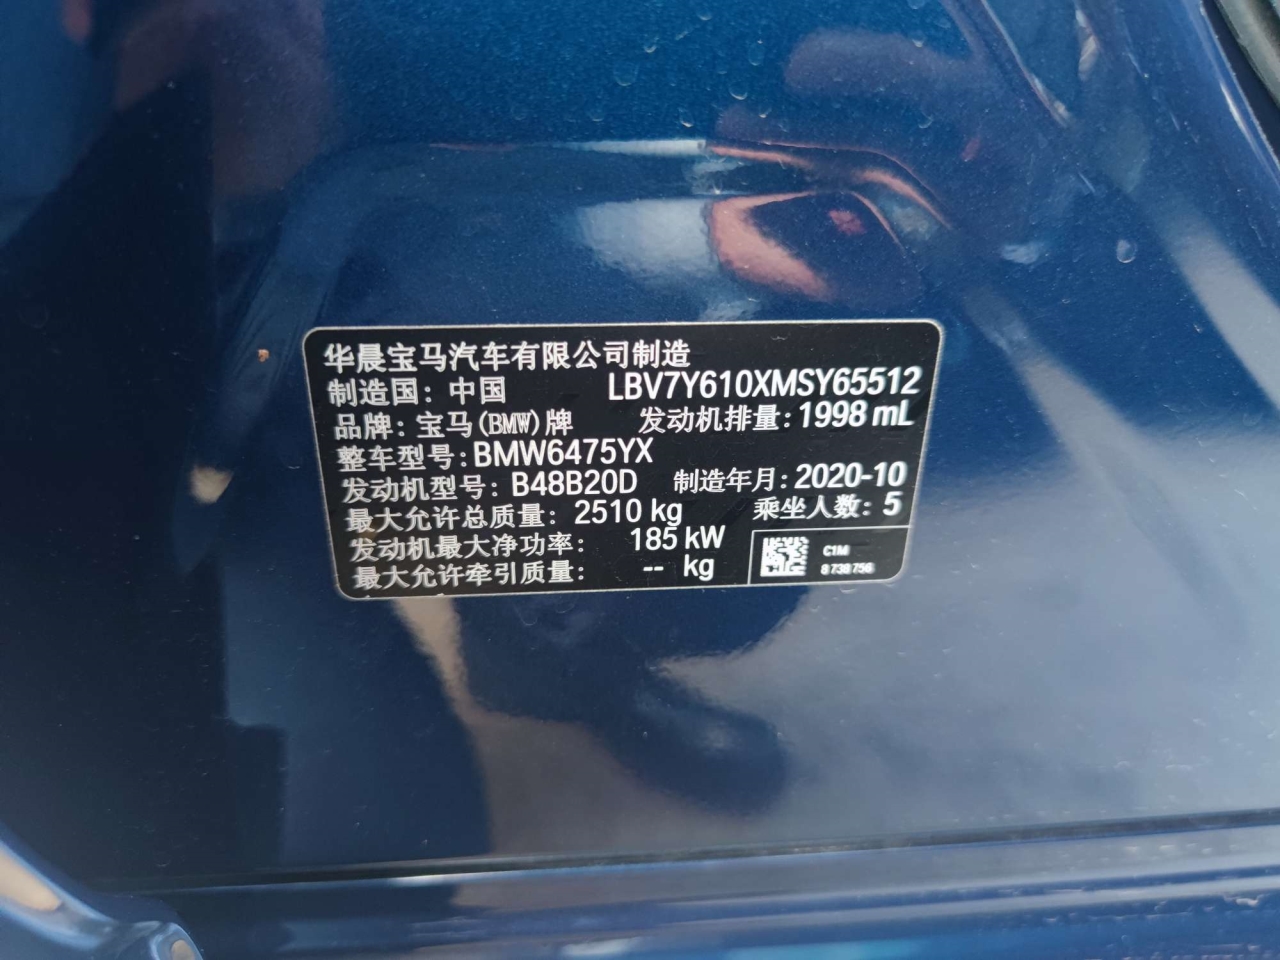 华晨宝马汽车有限公司制造
制造国：中国 LBV7Y610XMSY65512
品牌：宝马(BMW)牌 发动机排量：1998 mL
整车型号：BMW6475YX
发动机型号：B48B20D 制造年月：2020-10
最大允许总质量：2510 kg 乘坐人数：5
发动机最大净功率：185 kW
最大允许牵引质量：-- kg
C1M
8 738 756